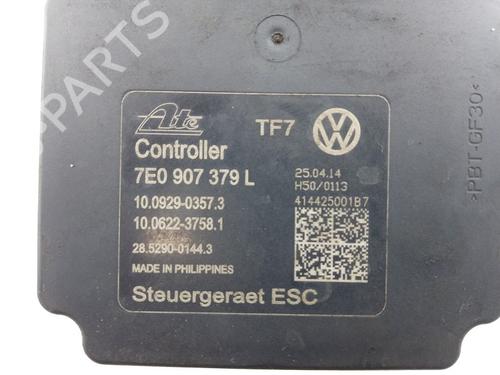 PARTS
Ate
TF7
Controller
7E0 907 379 L
25.04.14
H50/0113
10.0929-0357.3
414425001B7
10.0622-3758.1
28.5290-0144.3
MADE IN PHILIPPINES
Steuergeraet ESC
>PBT-GF30<